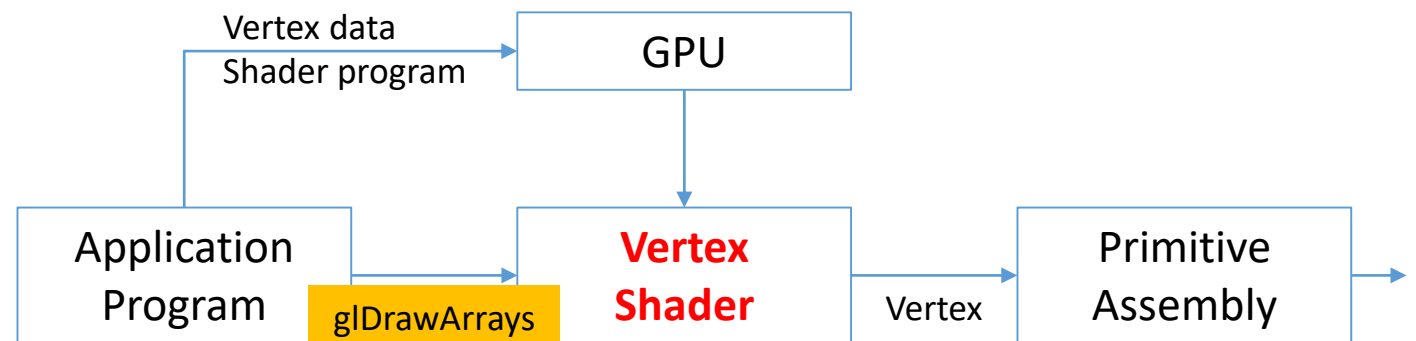 Vertex data
Shader program
GPU
Application
Program
glDrawArrays
Vertex
Shader
Vertex
Primitive
Assembly